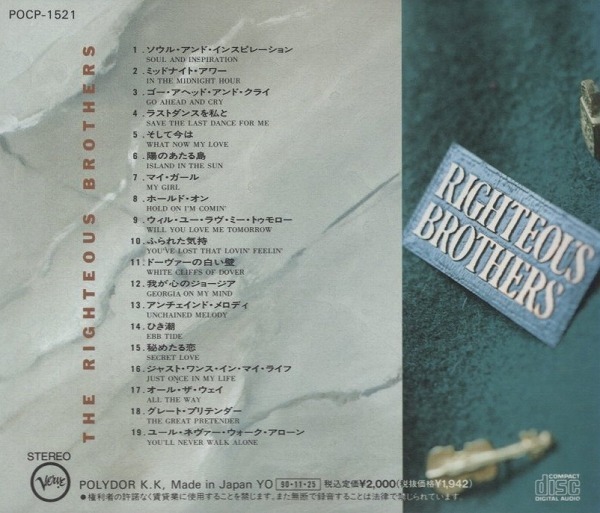 POCP-1521
THE RIGHTEOUS BROTHERS
1. ソウル・アンド・インスピレーション
SOUL AND INSPIRATION
2. ミッドナイト・アワー
IN THE MIDNIGHT HOUR
3. ゴー・アヘッド・アンド・クライ
GO AHEAD AND CRY
4. ラストダンスを私と
SAVE THE LAST DANCE FOR ME
5. そして今は
WHAT NOW MY LOVE
6. 陽のあたる島
ISLAND IN THE SUN
7. マイ・ガール
MY GIRL
8. ホールド・オン
HOLD ON I'M COMIN'
9. ウィル・ユー・ラヴ・ミー・トゥモロー
WILL YOU LOVE ME TOMORROW
10. ふられた気持
YOU'VE LOST THAT LOVIN' FEELIN'
11. ドーヴァーの白い壁
WHITE CLIFFS OF DOVER
12. 我が心のジョージア
GEORGIA ON MY MIND
13. アンチェインド・メロディ
UNCHAINED MELODY
14. ひき潮
EBB TIDE
15. 秘めたる恋
SECRET LOVE
16. ジャスト・ワンス・イン・マイ・ライフ
JUST ONCE IN MY LIFE
17. オール・ザ・ウェイ
ALL THE WAY
18. グレート・プリテンダー
THE GREAT PRETENDER
19. ユール・ネヴァー・ウォーク・アローン
YOU'LL NEVER WALK ALONE
RIGHTEOUS
BROTHERS
STEREO
Verve
POLYDOR K.K., Made in Japan YO 90・11・25 税込定価¥2,000(税抜価格¥1,942)
●権利者の許諾なく賃貸業に使用することを禁じます。また無断で録音することは法律で禁じられています。
COMPACT
disc
DIGITAL AUDIO